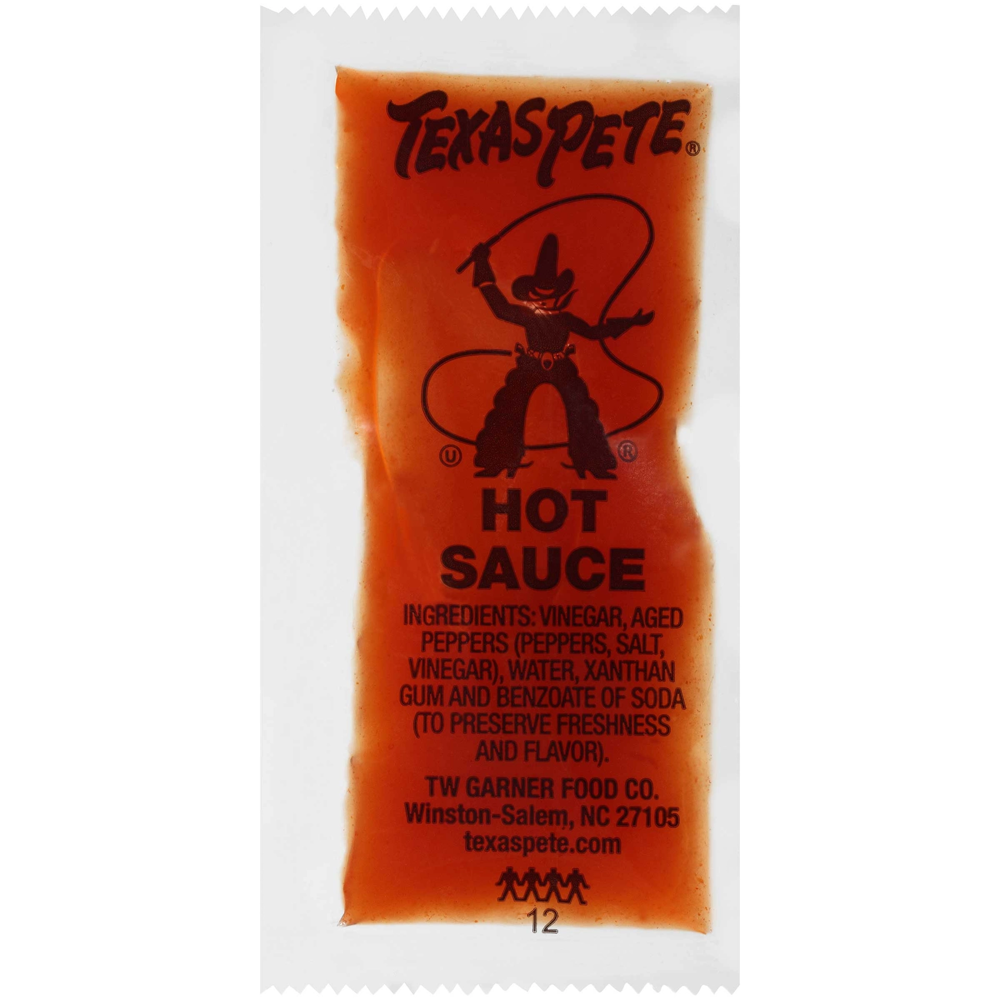 TEXAS PETE®
Ⓤ ®
HOT
SAUCE
INGREDIENTS: VINEGAR, AGED
PEPPERS (PEPPERS, SALT,
VINEGAR), WATER, XANTHAN
GUM AND BENZOATE OF SODA
(TO PRESERVE FRESHNESS
AND FLAVOR).
TW GARNER FOOD CO.
Winston-Salem, NC 27105
texaspete.com
12